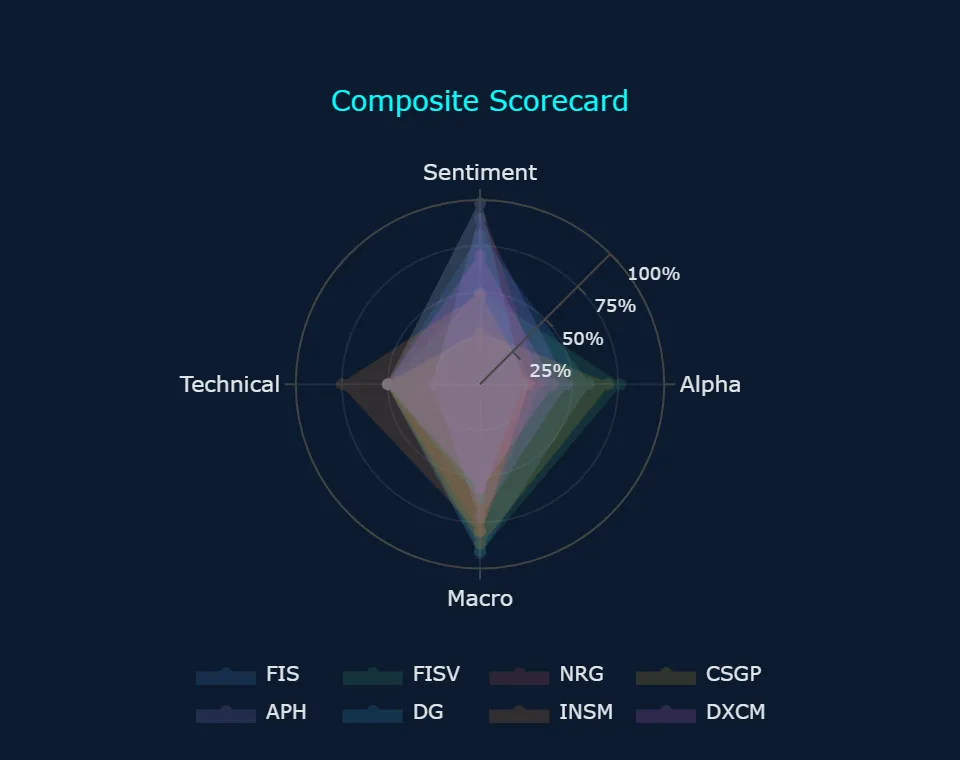 Composite Scorecard
Sentiment
100%
75%
50%
25%
Technical
Alpha
Macro
FIS FISV NRG CSGP
APH DG INSM DXCM